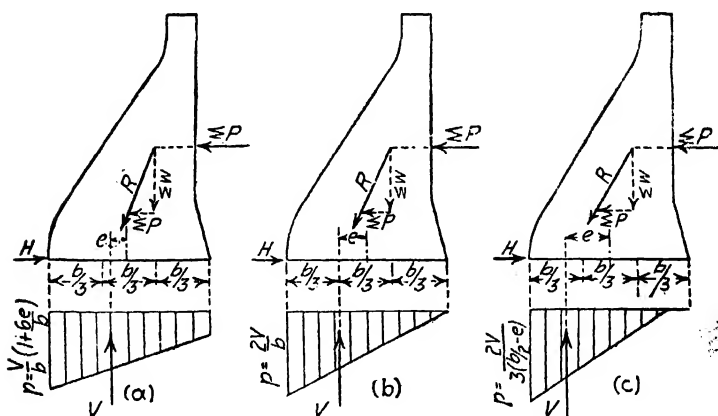 ΣP
R
ΣW
ΣP
e
H
b/3 b/3 b/3
p=V/b(1+6e/b)
V
(a)
ΣP
R
ΣW
ΣP
e
H
b/3 b/3 b/3
p=2V/b
V
(b)
ΣP
R
ΣW
ΣP
e
H
b/3 b/3 b/3
p=2V/3(b/2-e)
V
(c)